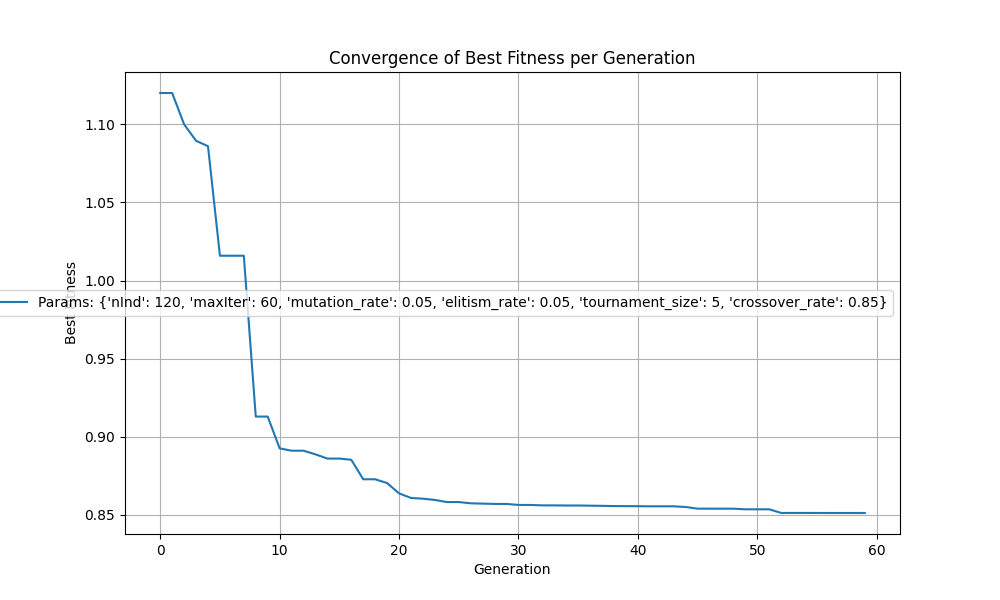 Convergence of Best Fitness per Generation
1.10
1.05
1.00
0.95
0.90
0.85
Best
ness
Params: {'nInd': 120, 'maxIter': 60, 'mutation_rate': 0.05, 'elitism_rate': 0.05, 'tournament_size': 5, 'crossover_rate': 0.85}
0 10 20 30 40 50 60
Generation